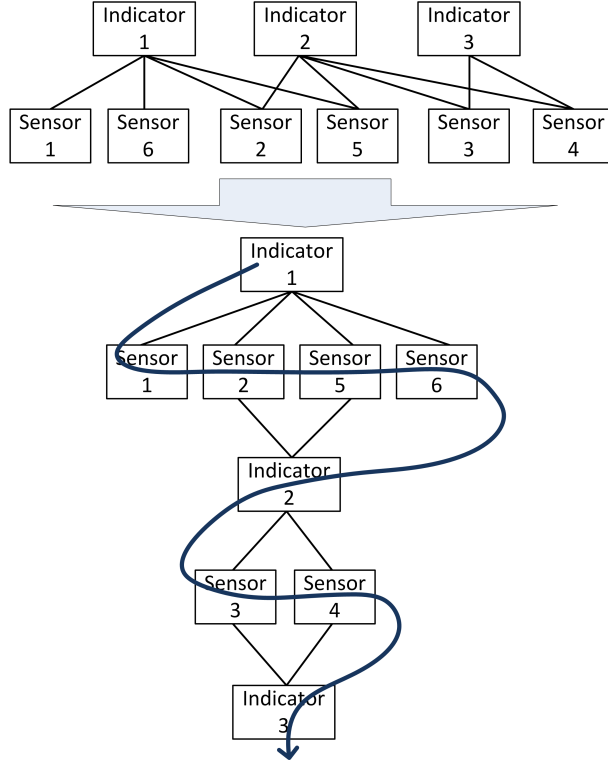 Indicator
1
Indicator
2
Indicator
3
Sensor
1
Sensor
6
Sensor
2
Sensor
5
Sensor
3
Sensor
4
Indicator
1
Sensor
1
Sensor
2
Sensor
5
Sensor
6
Indicator
2
Sensor
3
Sensor
4
Indicator
3